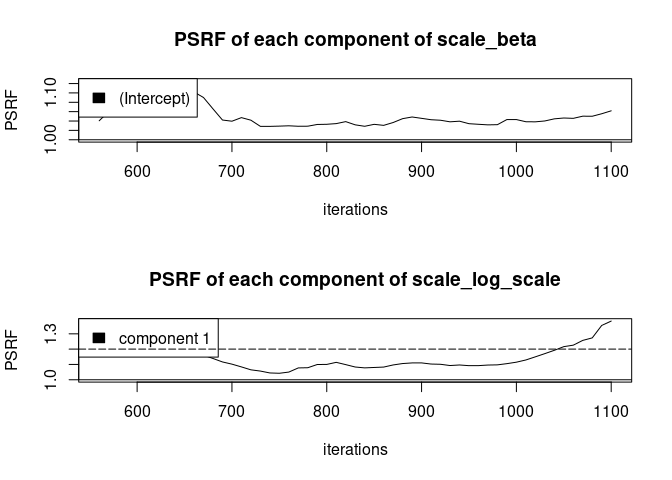 PSRF of each component of scale_beta
PSRF
1.00 1.10
(Intercept)
600 700 800 900 1000 1100
iterations
PSRF of each component of scale_log_scale
PSRF
1.0 1.3
component 1
600 700 800 900 1000 1100
iterations